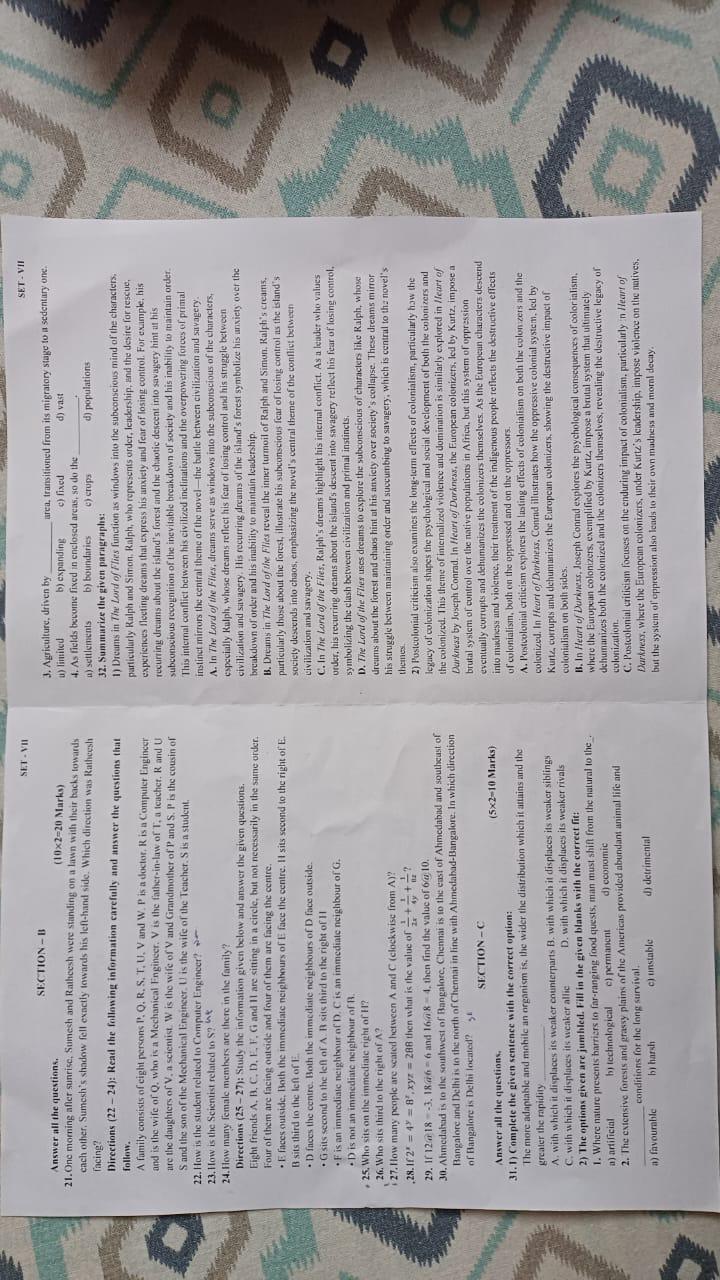 SET - VII
SECTION – B
Answer all the questions. (10×2=20 Marks)
21. One morning after sunrise, Sumesh and Ratheesh were standing on a lawn with their backs towards
each other. Sumesh's shadow fell exactly towards his left-hand side. Which direction was Ratheesh
facing?
Directions (22 – 24): Read the following information carefully and answer the questions that
follow.
A family consists of eight persons P, Q, R, S, T, U, V and W. P is a doctor. R is a Computer Engineer
and is the wife of Q, who is a Mechanical Engineer. V is the father-in-law of T, a teacher. R and U
are the daughters of V, a scientist. W is the wife of V and Grandmother of P and S. P is the cousin of
S and the son of the Mechanical Engineer. U is the wife of the Teacher. S is a student.
22. How is the student related to Computer Engineer?
23. How is the Scientist related to S?
24. How many female members are there in the family?
Directions (25 – 27): Study the information given below and answer the given questions.
Eight friends A, B, C, D, E, F, G and H are sitting in a circle, but not necessarily in the same order.
Four of them are facing outside and four of them are facing the centre.
• E faces outside. Both the immediate neighbours of E face the centre. H sits second to the right of E.
B sits third to the left of E.
• D faces the centre. Both the immediate neighbours of D face outside.
• G sits second to the left of A. B sits third to the right of H
• F is an immediate neighbour of D. C is an immediate neighbour of G.
• D is not an immediate neighbour of B.
25. Who sits on the immediate right of H?
26. Who sits third to the right of A?
27. How many people are seated between A and C (clockwise from A)?
28. If 2ˣ = 4ʸ = 8ᶻ, xyz = 288 then what is the value of 1/2x + 1/4y + 1/8z ?
29. If 12@18 = -3, 18@6 = 6 and 16@8 = 4, then find the value of 6@10.
30. Ahmedabad is to the southwest of Bangalore, Chennai is to the east of Ahmedabad and southeast of
Bangalore and Delhi is to the north of Chennai in line with Ahmedabad-Bangalore. In which direction
of Bangalore is Delhi located?
SECTION – C
Answer all the questions. (5×2=10 Marks)
31. 1) Complete the given sentence with the correct option:
The more adaptable and mobile an organism is, the wider the distribution which it attains and the
greater the rapidity
A. with which it displaces its weaker counterparts B. with which it displaces its weaker siblings
C. with which it displaces its weaker allie D. with which it displaces its weaker rivals
2) The options given are jumbled. Fill in the given blanks with the correct fit:
1. Where nature presents barriers to far-ranging food quests, man must shift from the natural to the
a) artificial b) technological c) permanent d) economic
2. The extensive forests and grassy plains of the Americas provided abundant animal life and
________ conditions for the long survival.
a) favourable b) harsh c) unstable d) detrimental
SET - VII
3. Agriculture, driven by ________ area, transitioned from its migratory stage to a sedentary one.
a) limited b) expanding c) fixed d) vast
4. As fields become fixed in enclosed areas, so do the ________.
a) settlements b) boundaries c) crops d) populations
32. Summarize the given paragraphs:
1) Dreams in The Lord of Flies function as windows into the subconscious mind of the characters,
particularly Ralph and Simon. Ralph, who represents order, leadership, and the desire for rescue,
experiences fleeting dreams that express his anxiety and fear of losing control. For example, his
recurring dreams about the island's forest and the chaotic descent into savagery hint at his
subconscious recognition of the inevitable breakdown of society and his inability to maintain order.
This internal conflict between his civilized inclinations and the overpowering forces of primal
instinct mirrors the central theme of the novel—the battle between civilization and savagery.
A. In The Lord of the Flies, dreams serve as windows into the subconscious of the characters,
especially Ralph, whose dreams reflect his fear of losing control and his struggle between
civilization and savagery. His recurring dreams of the island's forest symbolize his anxiety over the
breakdown of order and his inability to maintain leadership.
B. Dreams in The Lord of the Flies reveal the inner turmoil of Ralph and Simon. Ralph's creams,
particularly those about the forest, illustrate his subconscious fear of losing control as the island's
society descends into chaos, emphasizing the novel's central theme of the conflict between
civilization and savagery.
C. In The Lord of the Flies, Ralph's dreams highlight his internal conflict. As a leader who values
order, his recurring dreams about the island's descent into savagery reflect his fear of losing control,
symbolizing the clash between civilization and primal instincts.
D. The Lord of the Flies uses dreams to explore the subconscious of characters like Ralph, whose
dreams about the forest and chaos hint at his anxiety over society's collapse. These dreams mirror
his struggle between maintaining order and succumbing to savagery, which is central to the novel's
themes.
2) Postcolonial criticism also examines the long-term effects of colonialism, particularly how the
legacy of colonization shapes the psychological and social development of both the colonizers and
the colonized. This theme of internalized violence and domination is similarly explored in Heart of
Darkness by Joseph Conrad. In Heart of Darkness, the European colonizers, led by Kurtz, impose a
brutal system of control over the native populations in Africa, but this system of oppression
eventually corrupts and dehumanizes the colonizers themselves. As the European characters descend
into madness and violence, their treatment of the indigenous people reflects the destructive effects
of colonialism, both on the oppressed and on the oppressors.
A. Postcolonial criticism explores the lasting effects of colonialism on both the colonizers and the
colonized. In Heart of Darkness, Conrad illustrates how the oppressive colonial system, led by
Kurtz, corrupts and dehumanizes the European colonizers, showing the destructive impact of
colonialism on both sides.
B. In Heart of Darkness, Joseph Conrad explores the psychological consequences of colonialism,
where the European colonizers, exemplified by Kurtz, impose a brutal system that ultimately
dehumanizes both the colonized and the colonizers themselves, revealing the destructive legacy of
colonization.
C. Postcolonial criticism focuses on the enduring impact of colonialism, particularly in Heart of
Darkness, where the European colonizers, under Kurtz's leadership, impose violence on the natives,
but the system of oppression also leads to their own madness and moral decay.